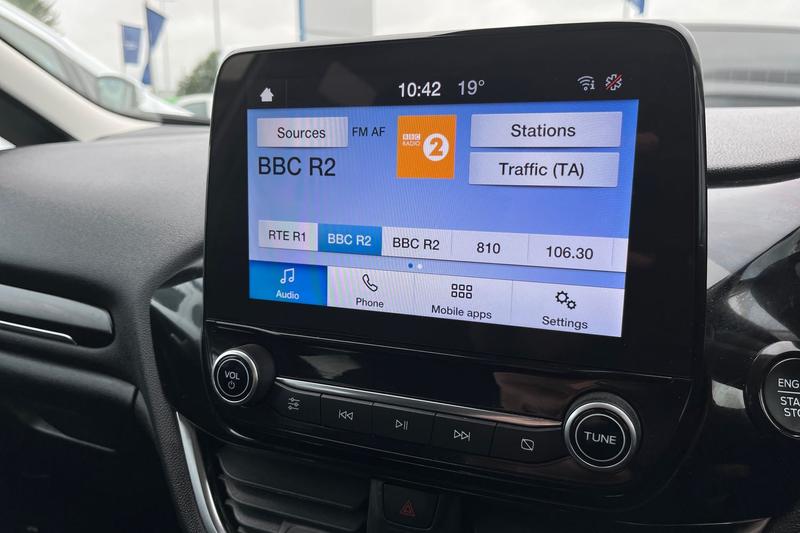 10:42 19°
Sources FM AF BBC RADIO 2 Stations
BBC R2 Traffic (TA)
RTE R1 BBC R2 BBC R2 810 106.30
Audio Phone Mobile apps Settings
VOL
TUNE